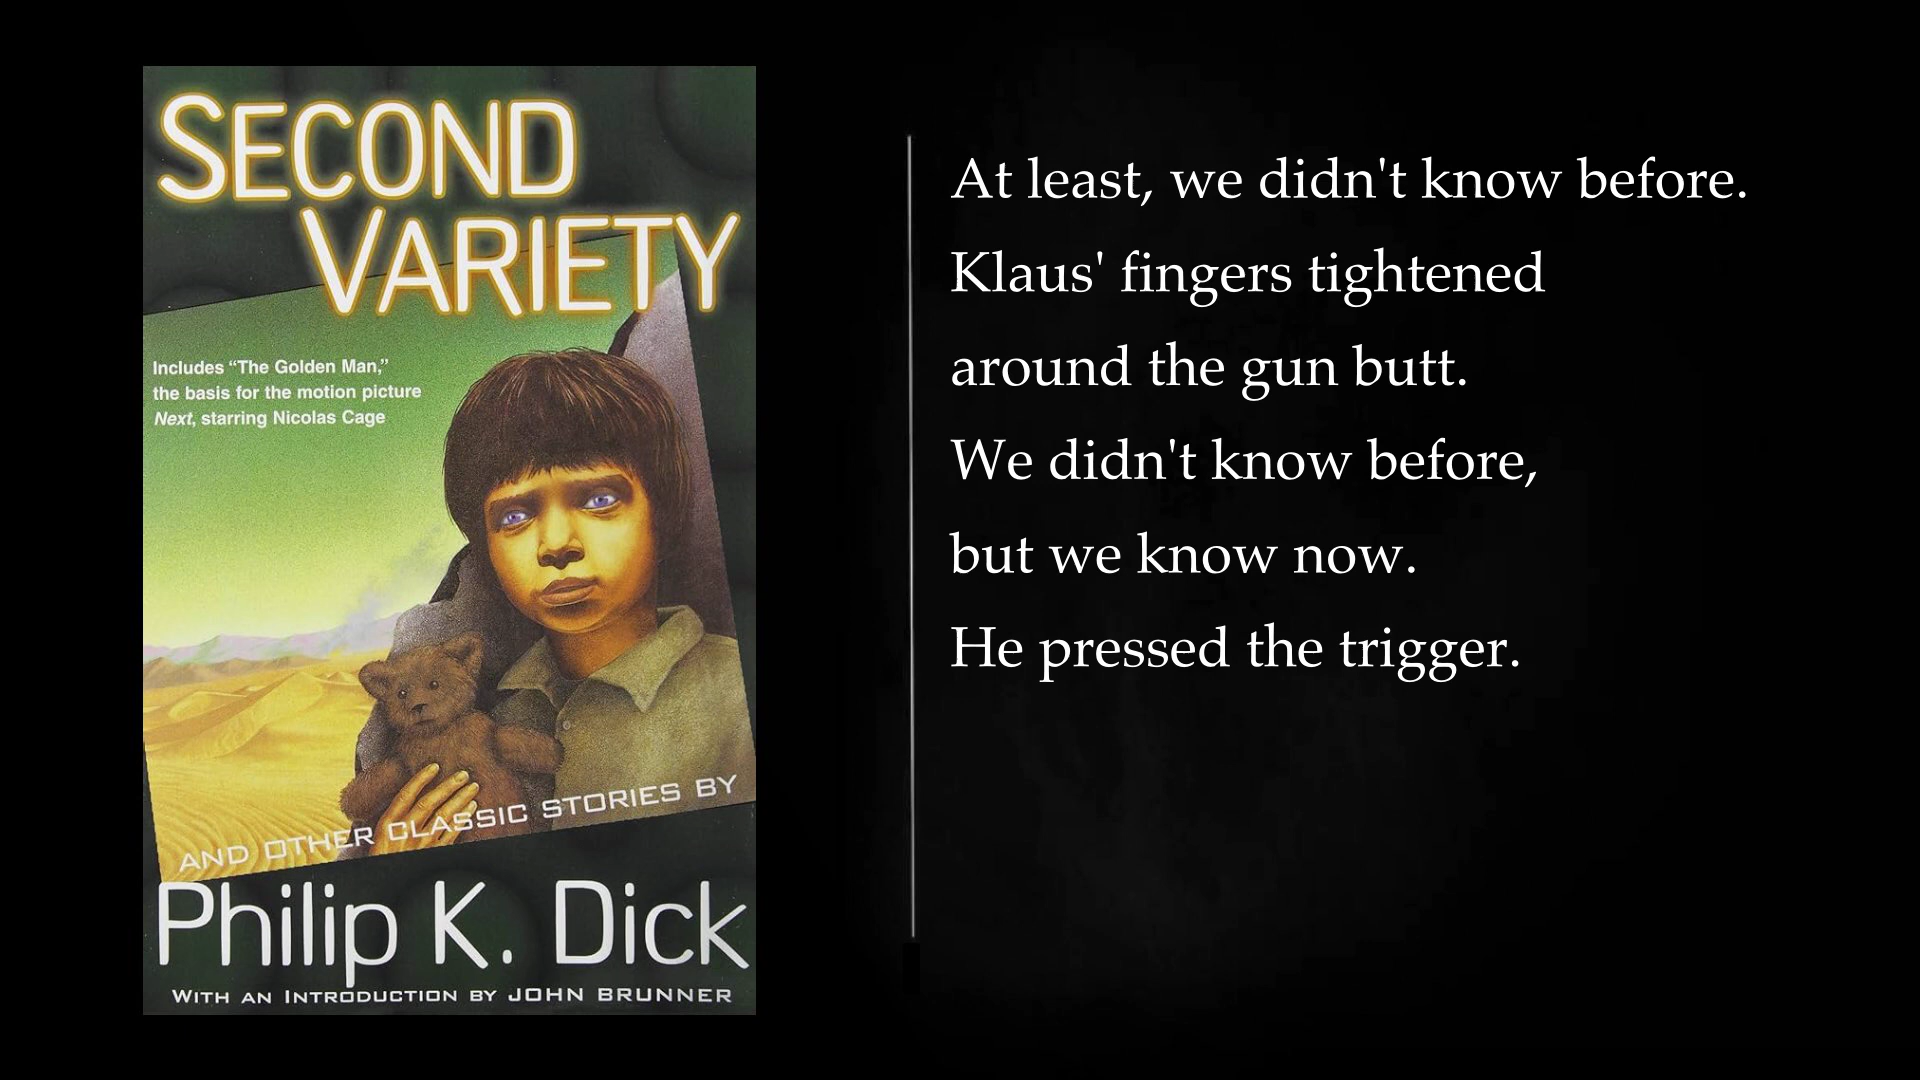 SECOND
VARIETY
Includes “The Golden Man,”
the basis for the motion picture
Next, starring Nicolas Cage
AND OTHER CLASSIC STORIES BY
Philip K. Dick
WITH AN INTRODUCTION BY JOHN BRUNNER
At least, we didn't know before.
Klaus' fingers tightened
around the gun butt.
We didn't know before,
but we know now.
He pressed the trigger.